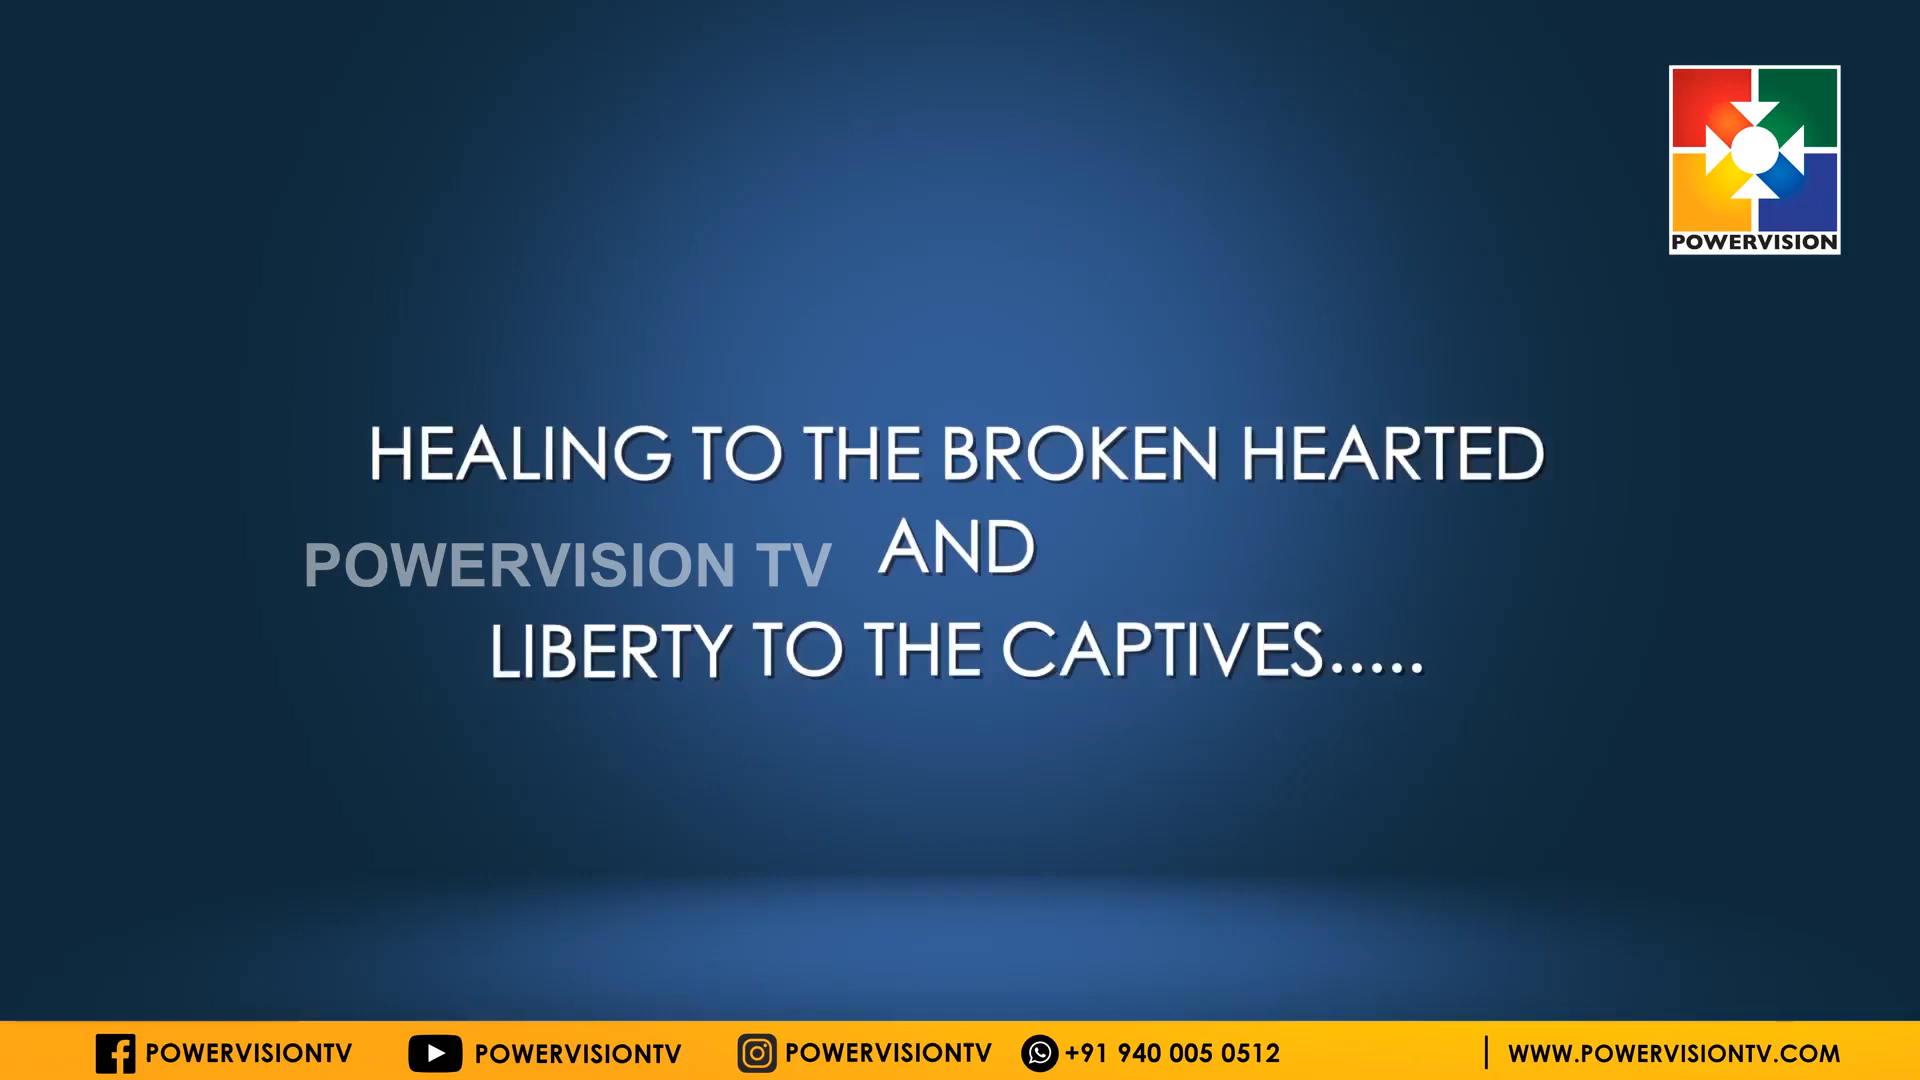 POWERVISION
HEALING TO THE BROKEN HEARTED
AND
POWERVISION TV
LIBERTY TO THE CAPTIVES.....
POWERVISIONTV
POWERVISIONTV
POWERVISIONTV
+91 940 005 0512
WWW.POWERVISIONTV.COM